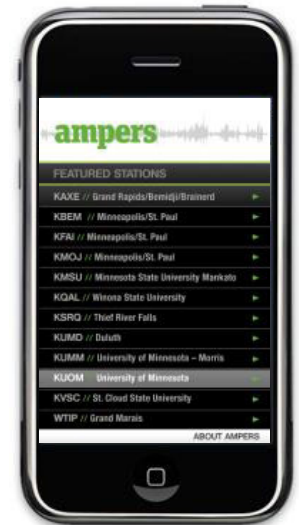 ampers
FEATURED STATIONS
KAXE // Grand Rapids/Bemidji/Brainerd
KBEM // Minneapolis/St. Paul
KFAI // Minneapolis/St. Paul
KMOJ // Minneapolis/St. Paul
KMSU // Minnesota State University Mankato
KQAL // Winona State University
KSRQ // Thief River Falls
KUMD // Duluth
KUMM // University of Minnesota – Morris
KUOM // University of Minnesota
KVSC // St. Cloud State University
WTIP // Grand Marais
ABOUT AMPERS